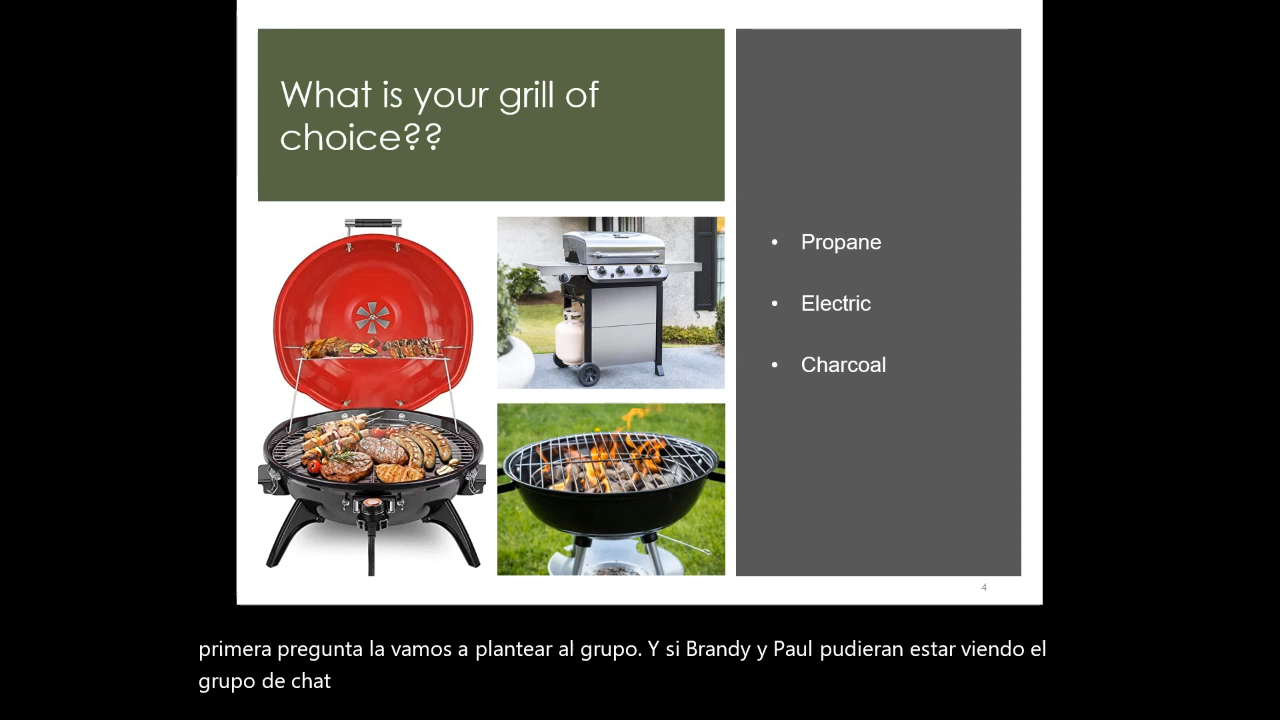 What is your grill of
choice??
• Propane
• Electric
• Charcoal
4
primera pregunta la vamos a plantear al grupo. Y si Brandy y Paul pudieran estar viendo el
grupo de chat